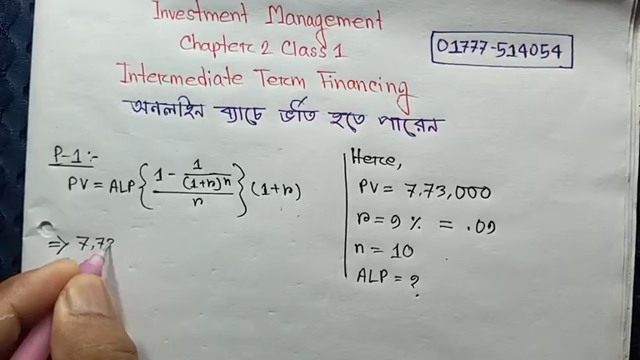 Investment Management
Chapter 2 Class 1
01777-514054
Intermediate Term Financing
অনলাইন ব্যাচে ভর্তি হতে পারেন
P-1:-
PV = ALP { (1 - 1/(1+r)^n) / r } (1+r)
⇒ 7,73
Here,
PV = 7,73,000
r = 9 % = .09
n = 10
ALP = ?